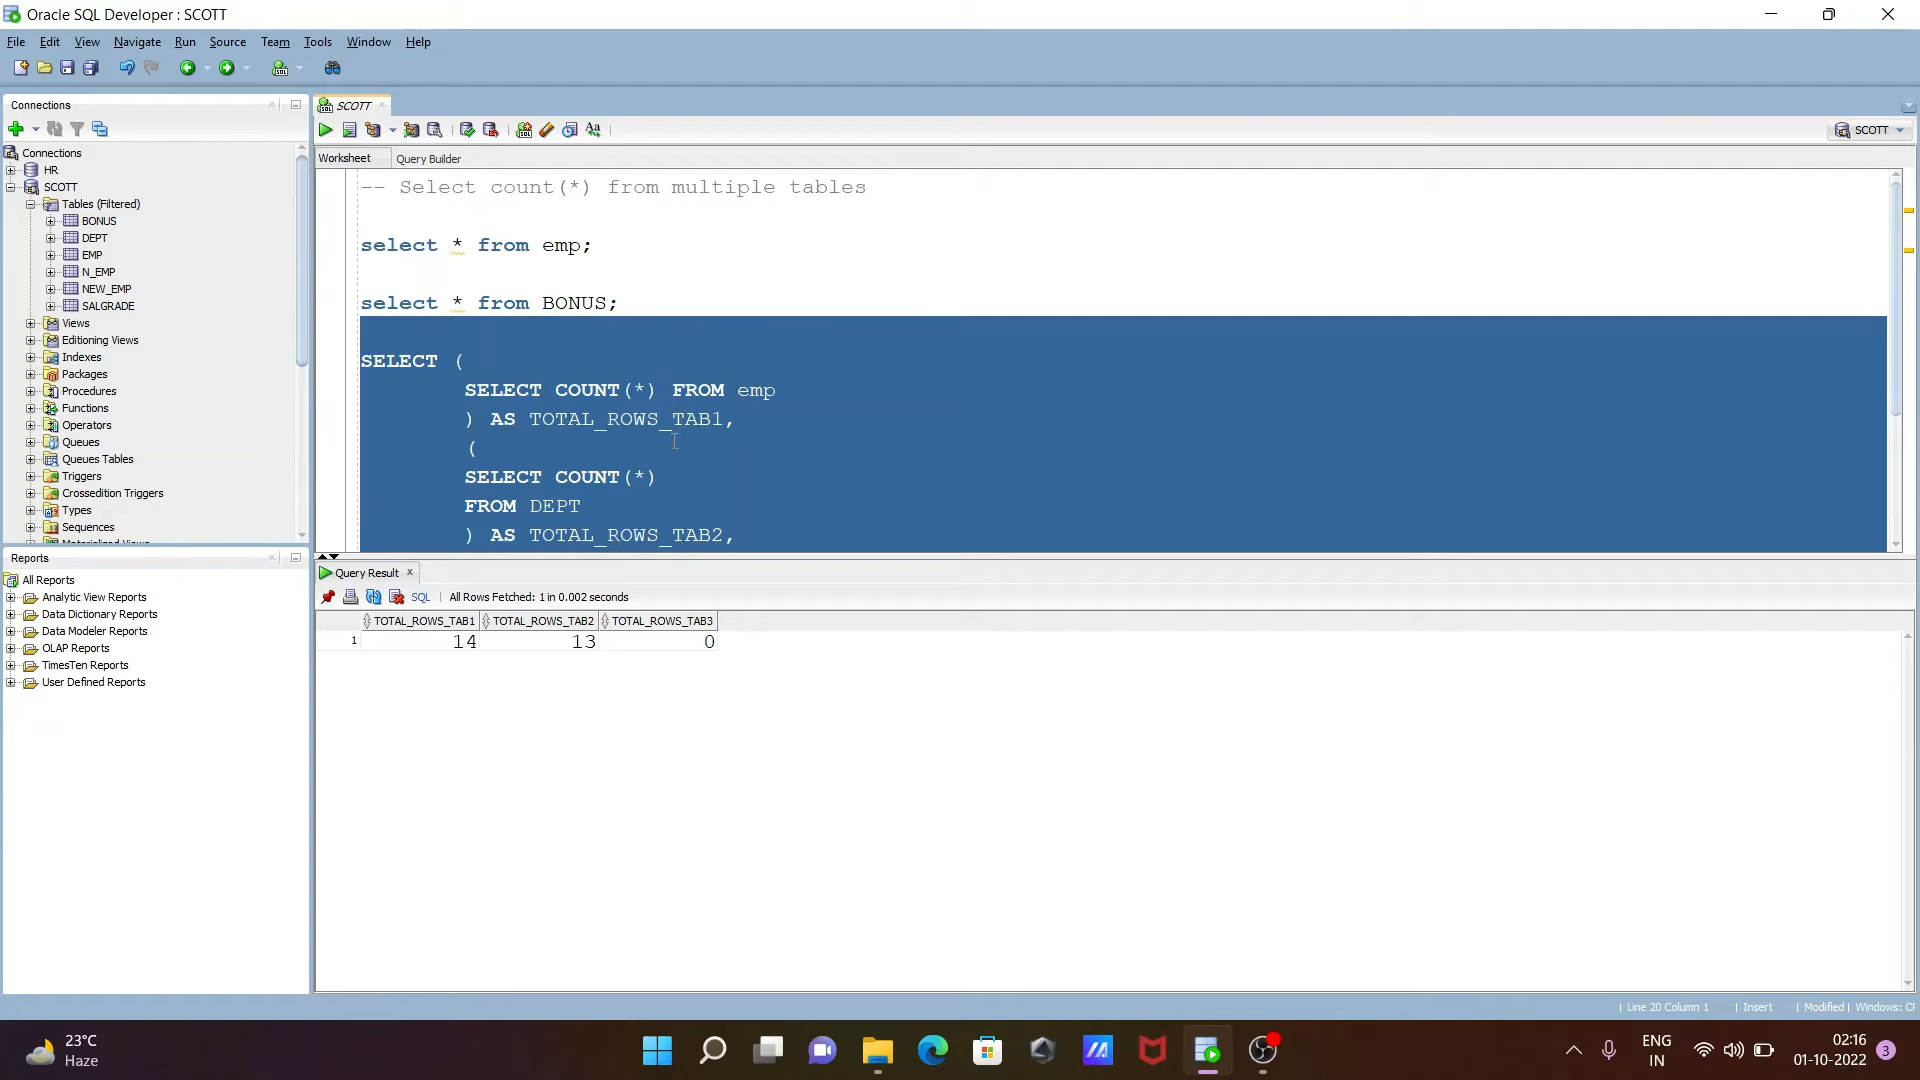 Oracle SQL Developer : SCOTT
File Edit View Navigate Run Source Team Tools Window Help
Connections
Connections
HR
SCOTT
Tables (Filtered)
BONUS
DEPT
EMP
N_EMP
NEW_EMP
SALGRADE
Views
Editioning Views
Indexes
Packages
Procedures
Functions
Operators
Queues
Queues Tables
Triggers
Crossedition Triggers
Types
Sequences
Reports
All Reports
Analytic View Reports
Data Dictionary Reports
Data Modeler Reports
OLAP Reports
TimesTen Reports
User Defined Reports
SCOTT
SCOTT
Worksheet Query Builder
-- Select count(*) from multiple tables
select * from emp;
select * from BONUS;
SELECT (
SELECT COUNT(*) FROM emp
) AS TOTAL_ROWS_TAB1,
(
SELECT COUNT(*)
FROM DEPT
) AS TOTAL_ROWS_TAB2,
Query Result
SQL | All Rows Fetched: 1 in 0.002 seconds
TOTAL_ROWS_TAB1 TOTAL_ROWS_TAB2 TOTAL_ROWS_TAB3
1 14 13 0
| Line 20 Column 1 | Insert | Modified | Windows: CF
23°C
Haze
ENG
IN
02:16
01-10-2022
3